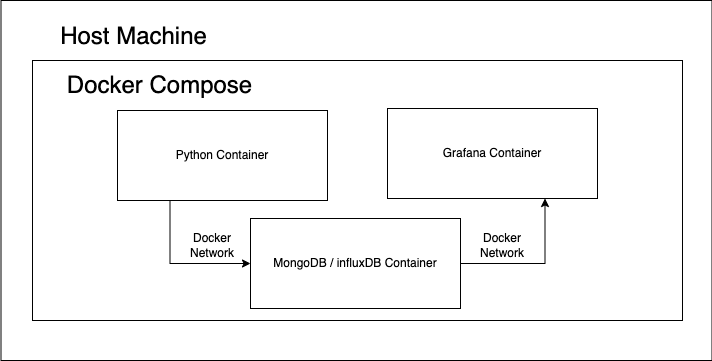 Host Machine
Docker Compose
Python Container
Grafana Container
Docker
Network
MongoDB / influxDB Container
Docker
Network